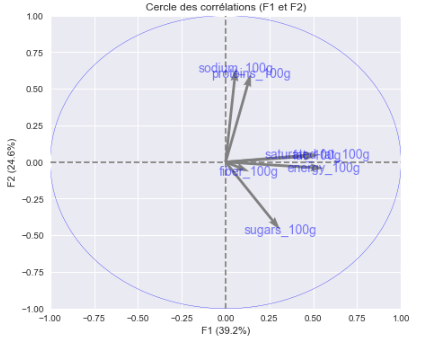 Cercle des corrélations (F1 et F2)
1.00
0.75
0.50
0.25
0.00
−0.25
−0.50
−0.75
−1.00
F2 (24.6%)
sodium_100g
proteins_100g
energy_100g
fiber_100g
sugars_100g
−1.00 −0.75 −0.50 −0.25 0.00 0.25 0.50 0.75 1.00
F1 (39.2%)